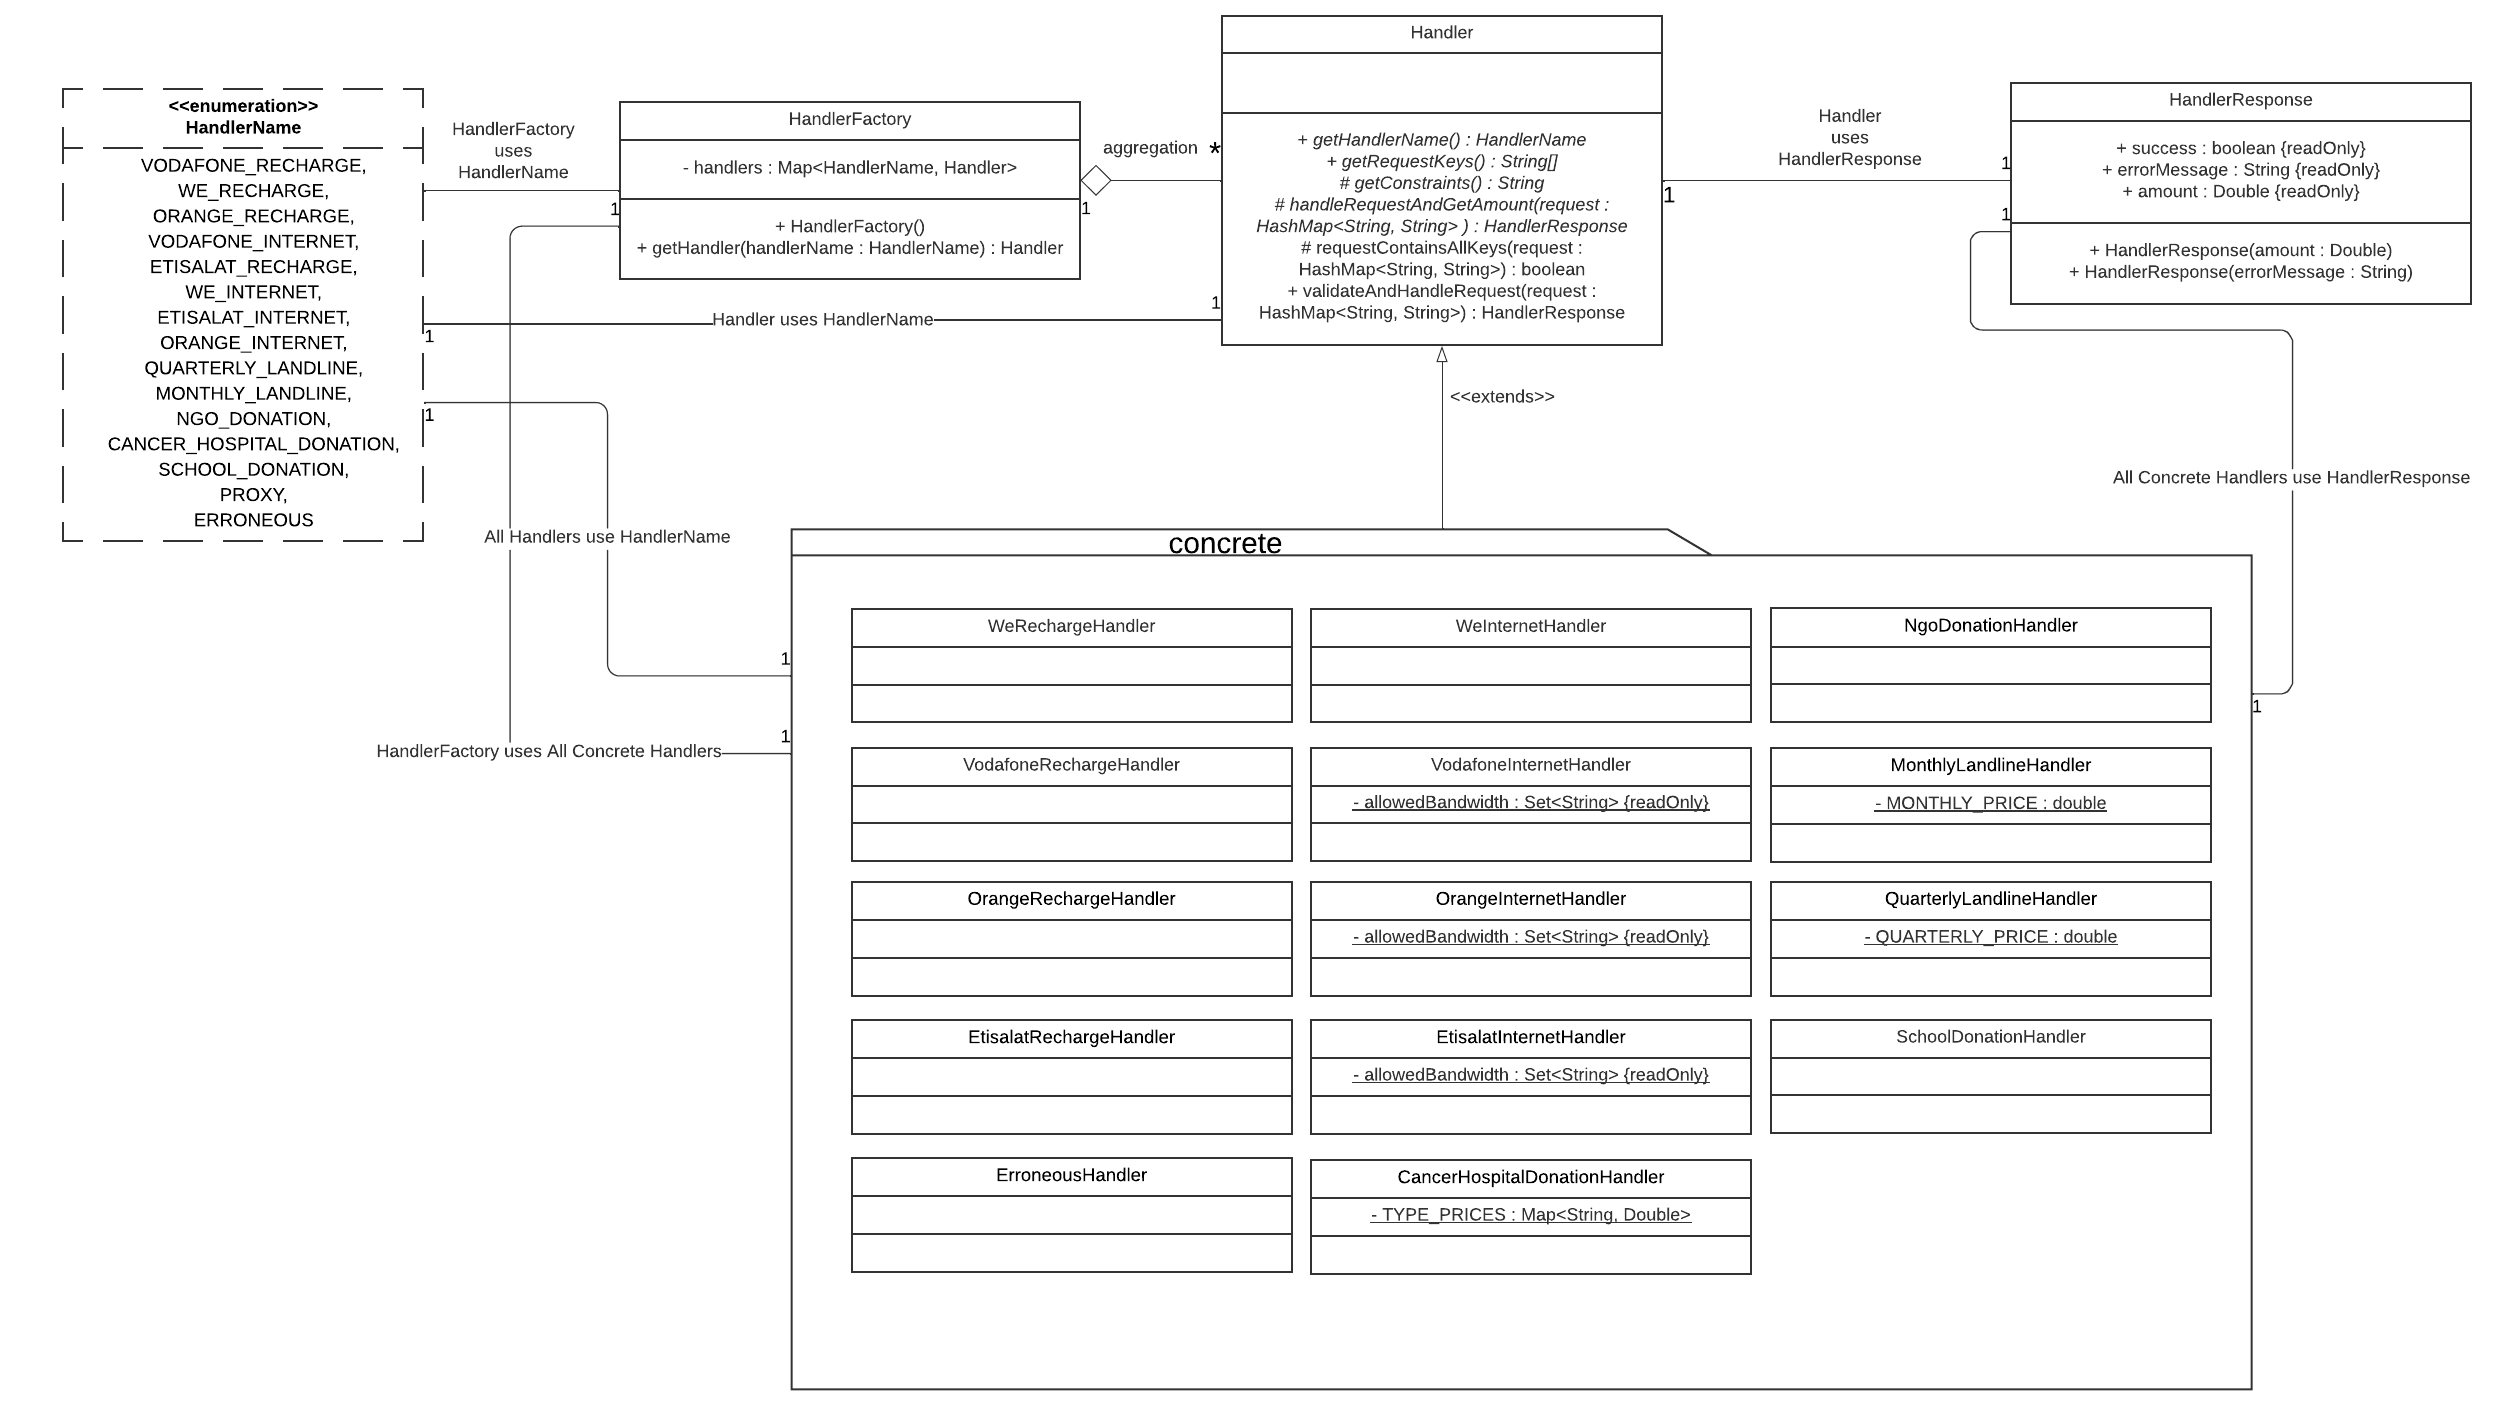 <<enumeration>>
HandlerName
VODAFONE_RECHARGE,
WE_RECHARGE,
ORANGE_RECHARGE,
VODAFONE_INTERNET,
ETISALAT_RECHARGE,
WE_INTERNET,
ETISALAT_INTERNET,
ORANGE_INTERNET,
QUARTERLY_LANDLINE,
MONTHLY_LANDLINE,
NGO_DONATION,
CANCER_HOSPITAL_DONATION,
SCHOOL_DONATION,
PROXY,
ERRONEOUS
HandlerFactory
uses
HandlerName
1
HandlerFactory
- handlers : Map<HandlerName, Handler>
+ HandlerFactory()
+ getHandler(handlerName : HandlerName) : Handler
aggregation
*
1
Handler
+ getHandlerName() : HandlerName
+ getRequestKeys() : String[]
# getConstraints() : String
# handleRequestAndGetAmount(request :
HashMap<String, String> ) : HandlerResponse
# requestContainsAllKeys(request :
HashMap<String, String>) : boolean
+ validateAndHandleRequest(request :
HashMap<String, String>) : HandlerResponse
1
Handler
uses
HandlerResponse
1
1
HandlerResponse
+ success : boolean {readOnly}
+ errorMessage : String {readOnly}
+ amount : Double {readOnly}
+ HandlerResponse(amount : Double)
+ HandlerResponse(errorMessage : String)
1
Handler uses HandlerName
1
1
<<extends>>
All Concrete Handlers use HandlerResponse
1
All Handlers use HandlerName
1
HandlerFactory uses All Concrete Handlers
1
concrete
WeRechargeHandler
WeInternetHandler
NgoDonationHandler
VodafoneRechargeHandler
VodafoneInternetHandler
- allowedBandwidth : Set<String> {readOnly}
MonthlyLandlineHandler
- MONTHLY_PRICE : double
OrangeRechargeHandler
OrangeInternetHandler
- allowedBandwidth : Set<String> {readOnly}
QuarterlyLandlineHandler
- QUARTERLY_PRICE : double
EtisalatRechargeHandler
EtisalatInternetHandler
- allowedBandwidth : Set<String> {readOnly}
SchoolDonationHandler
ErroneousHandler
CancerHospitalDonationHandler
- TYPE_PRICES : Map<String, Double>